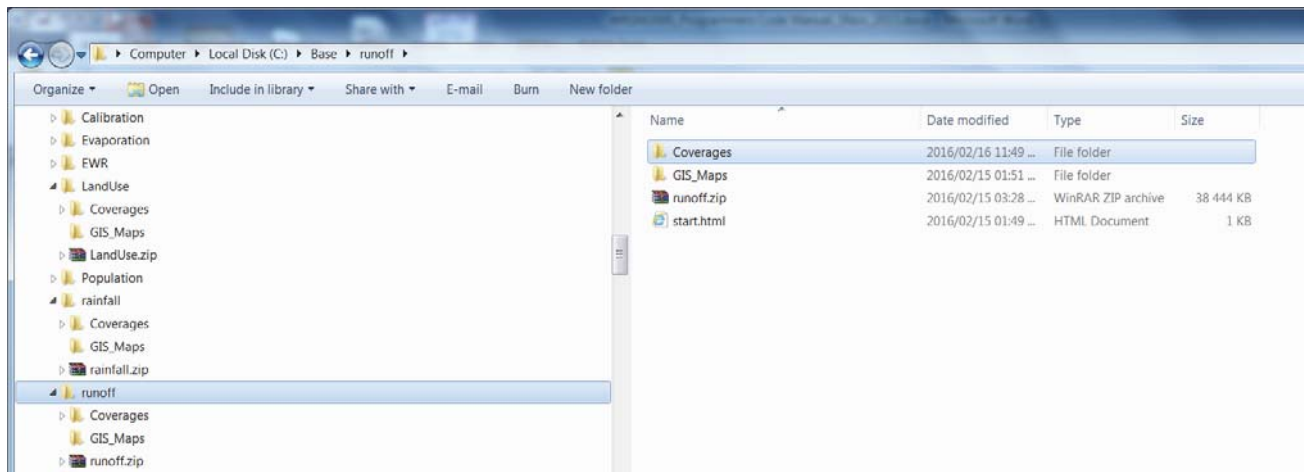 Computer Local Disk (C:) Base runoff
Organize Open Include in library Share with E-mail Burn New folder
Calibration
Evaporation
EWR
LandUse
Coverages
GIS_Maps
LandUse.zip
Population
rainfall
Coverages
GIS_Maps
rainfall.zip
runoff
Coverages
GIS_Maps
runoff.zip
Name Date modified Type Size
Coverages 2016/02/16 11:49 ... File folder
GIS_Maps 2016/02/15 01:51 ... File folder
runoff.zip 2016/02/15 03:28 ... WinRAR ZIP archive 38 444 KB
start.html 2016/02/15 01:49 ... HTML Document 1 KB